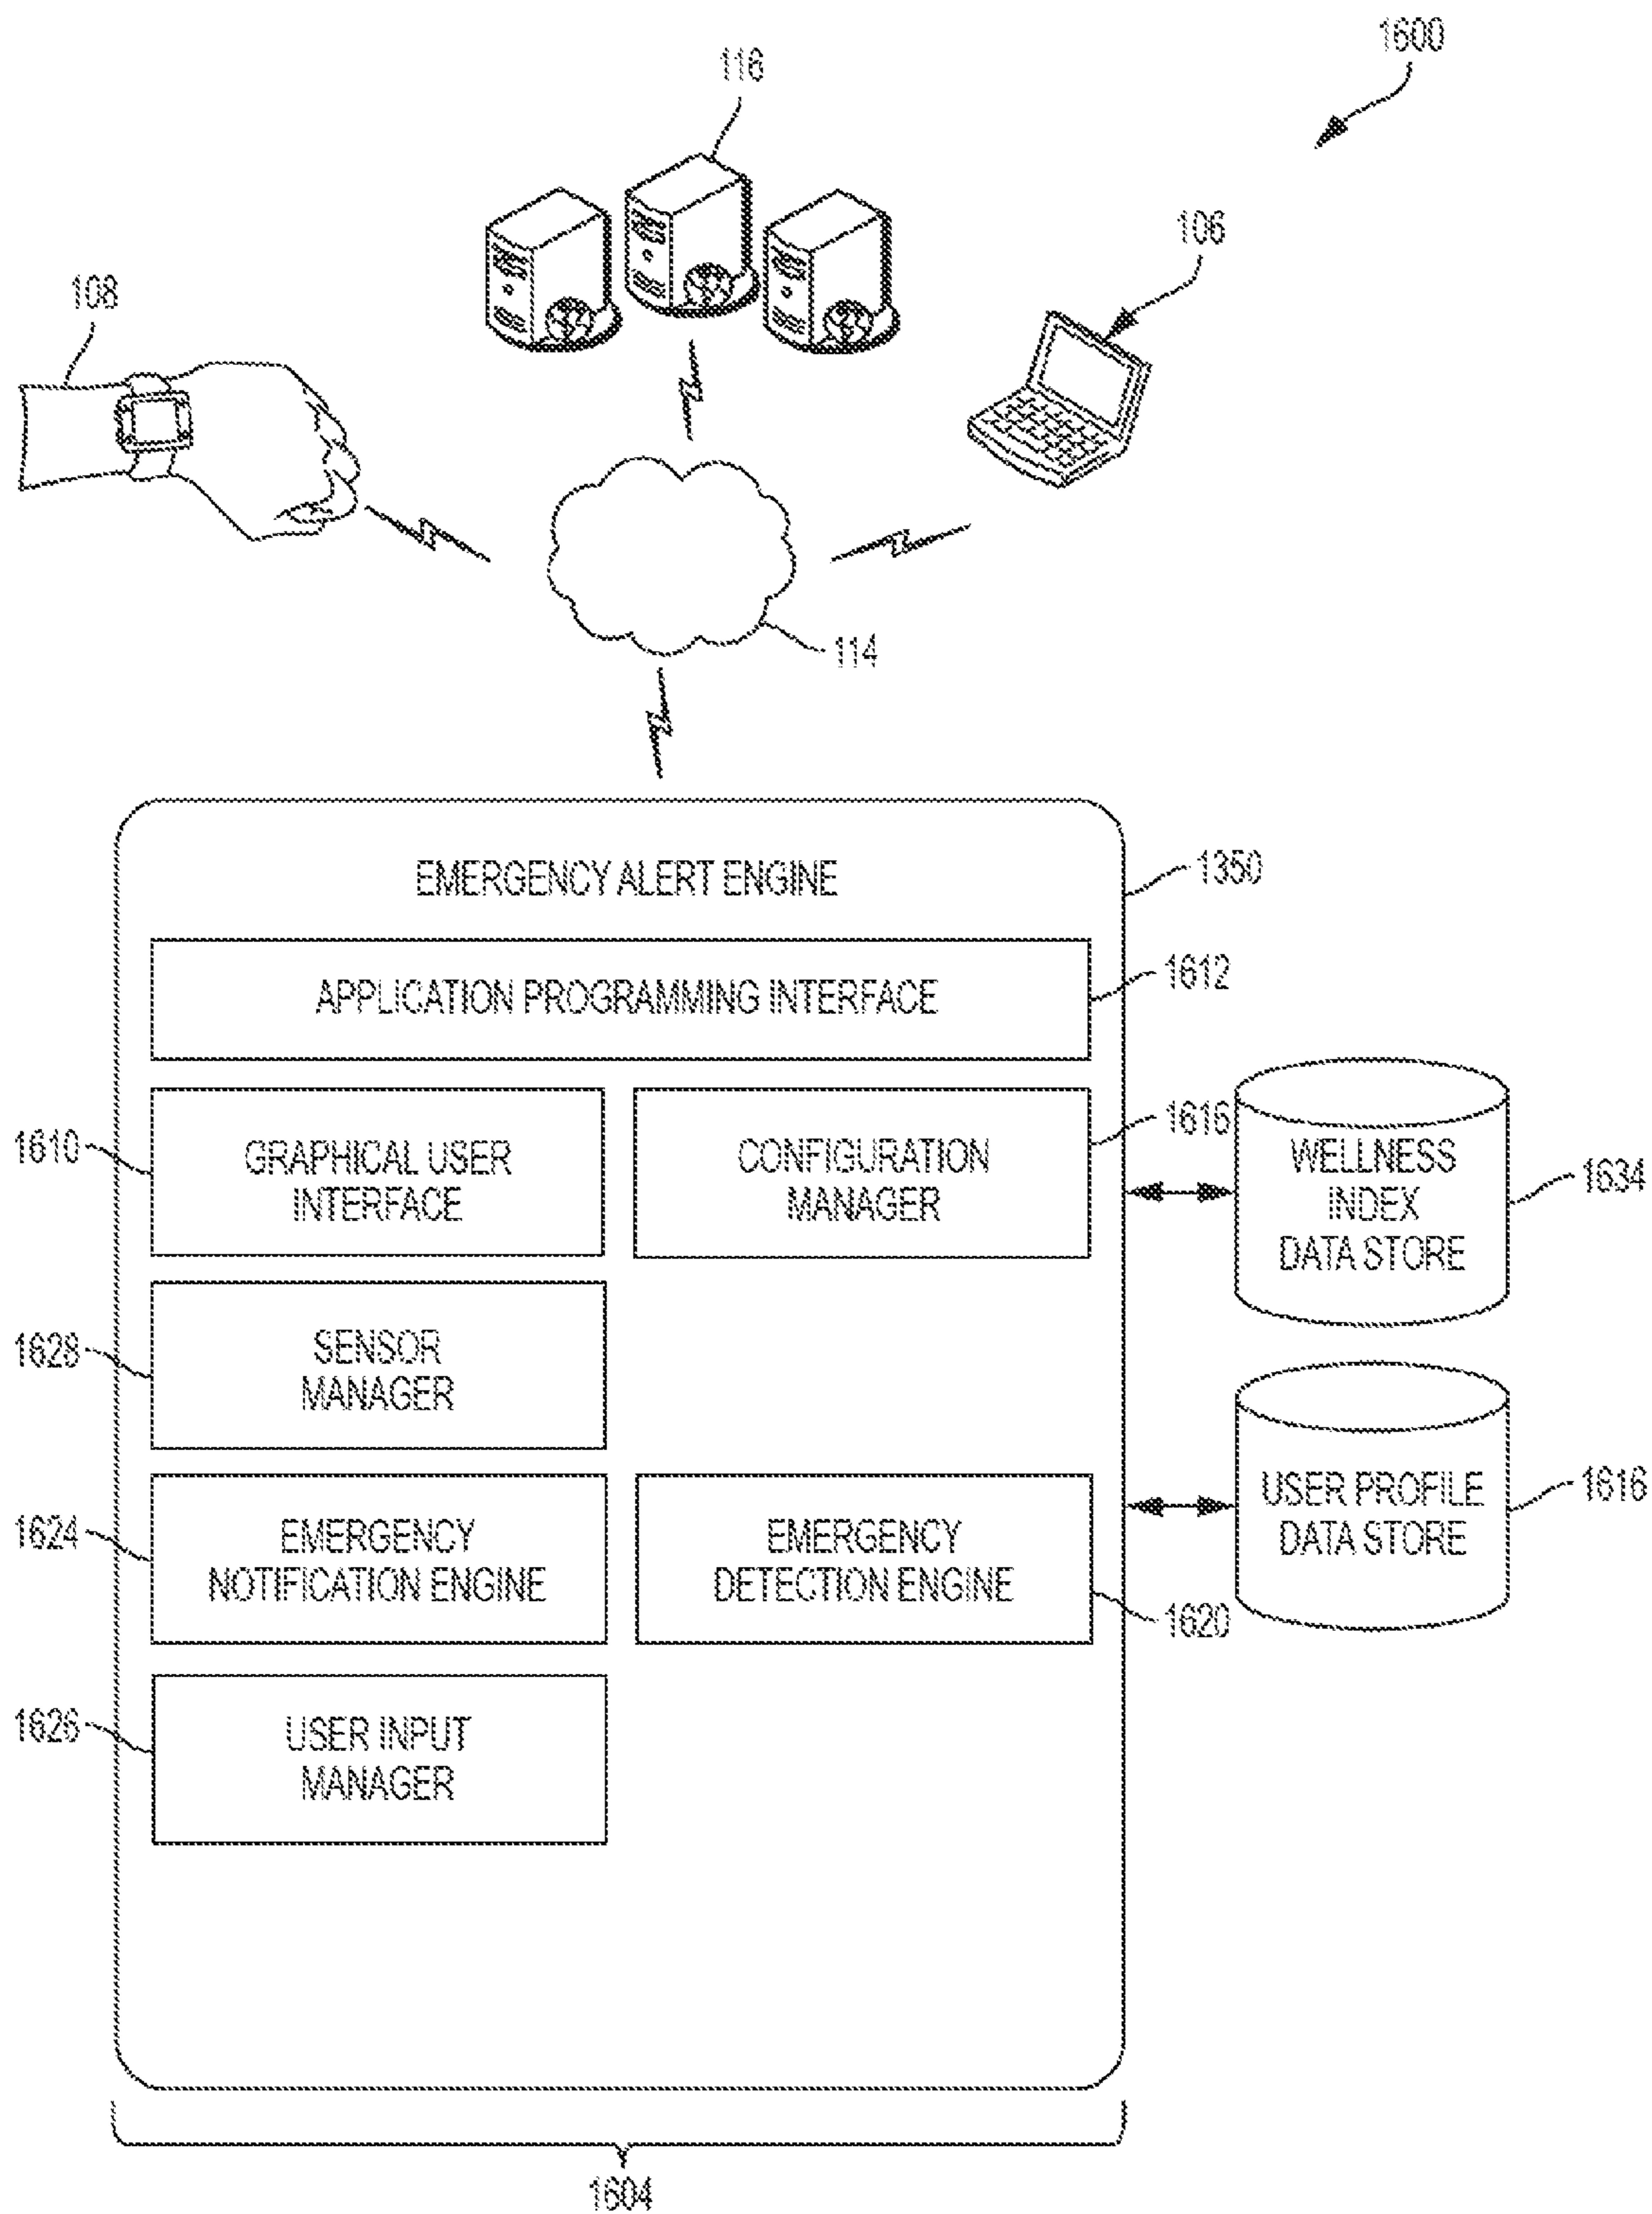 1600
116
106
108
114
EMERGENCY ALERT ENGINE
1350
APPLICATION PROGRAMMING INTERFACE
1612
1610
GRAPHICAL USER
INTERFACE
CONFIGURATION
MANAGER
1616
WELLNESS
INDEX
DATA STORE
1634
1628
SENSOR
MANAGER
1624
EMERGENCY
NOTIFICATION ENGINE
EMERGENCY
DETECTION ENGINE
1620
USER PROFILE
DATA STORE
1616
1626
USER INPUT
MANAGER
1604